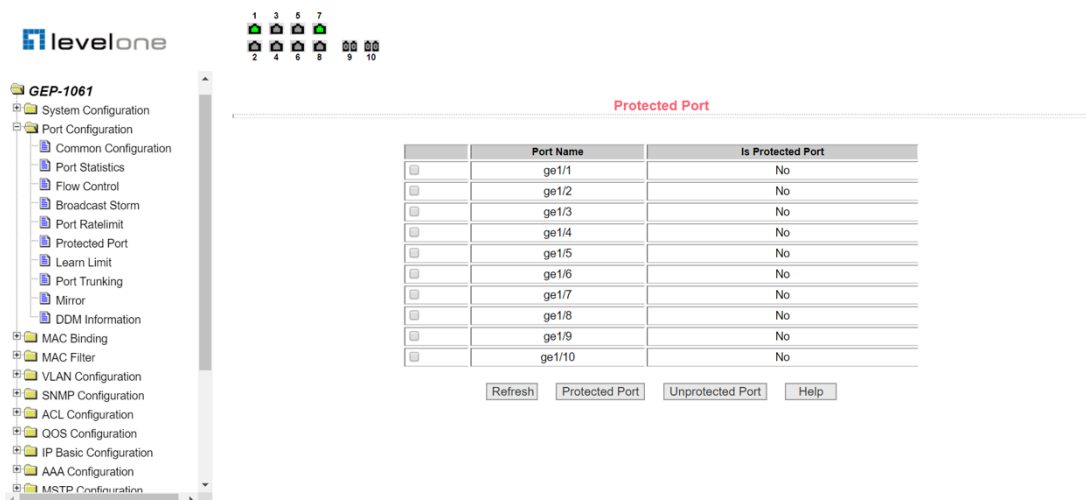 1 3 5 7
levelone
2 4 6 8 9 10
GEP-1061
System Configuration
Port Configuration
Common Configuration
Port Statistics
Flow Control
Broadcast Storm
Port Ratelimit
Protected Port
Learn Limit
Port Trunking
Mirror
DDM Information
MAC Binding
MAC Filter
VLAN Configuration
SNMP Configuration
ACL Configuration
QOS Configuration
IP Basic Configuration
AAA Configuration
MSTP Configuration
Protected Port
Port Name Is Protected Port
ge1/1 No
ge1/2 No
ge1/3 No
ge1/4 No
ge1/5 No
ge1/6 No
ge1/7 No
ge1/8 No
ge1/9 No
ge1/10 No
Refresh Protected Port Unprotected Port Help